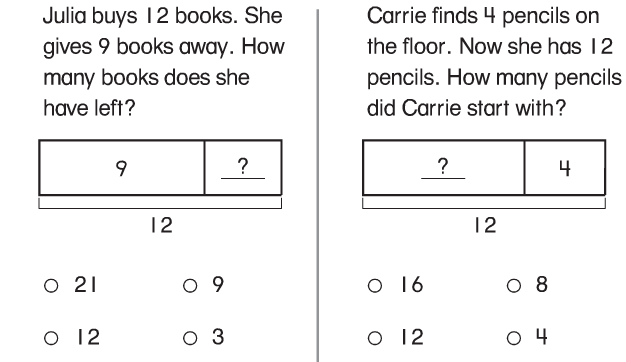 Julia buys 12 books. She
gives 9 books away. How
many books does she
have left?
9 ?
12
21 9
12 3
Carrie finds 4 pencils on
the floor. Now she has 12
pencils. How many pencils
did Carrie start with?
? 4
12
16 8
12 4